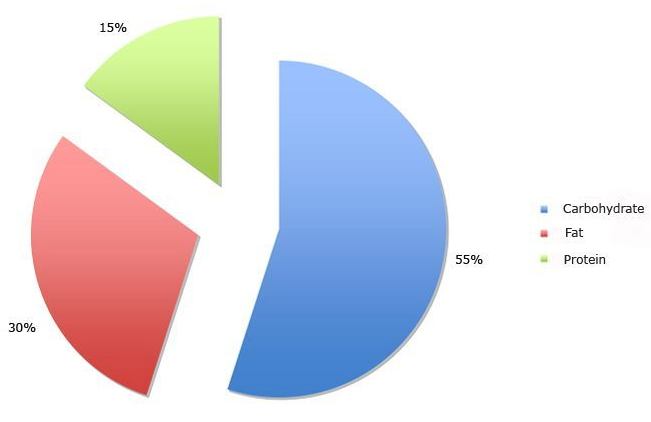 15%
55%
30%
Carbohydrate
Fat
Protein